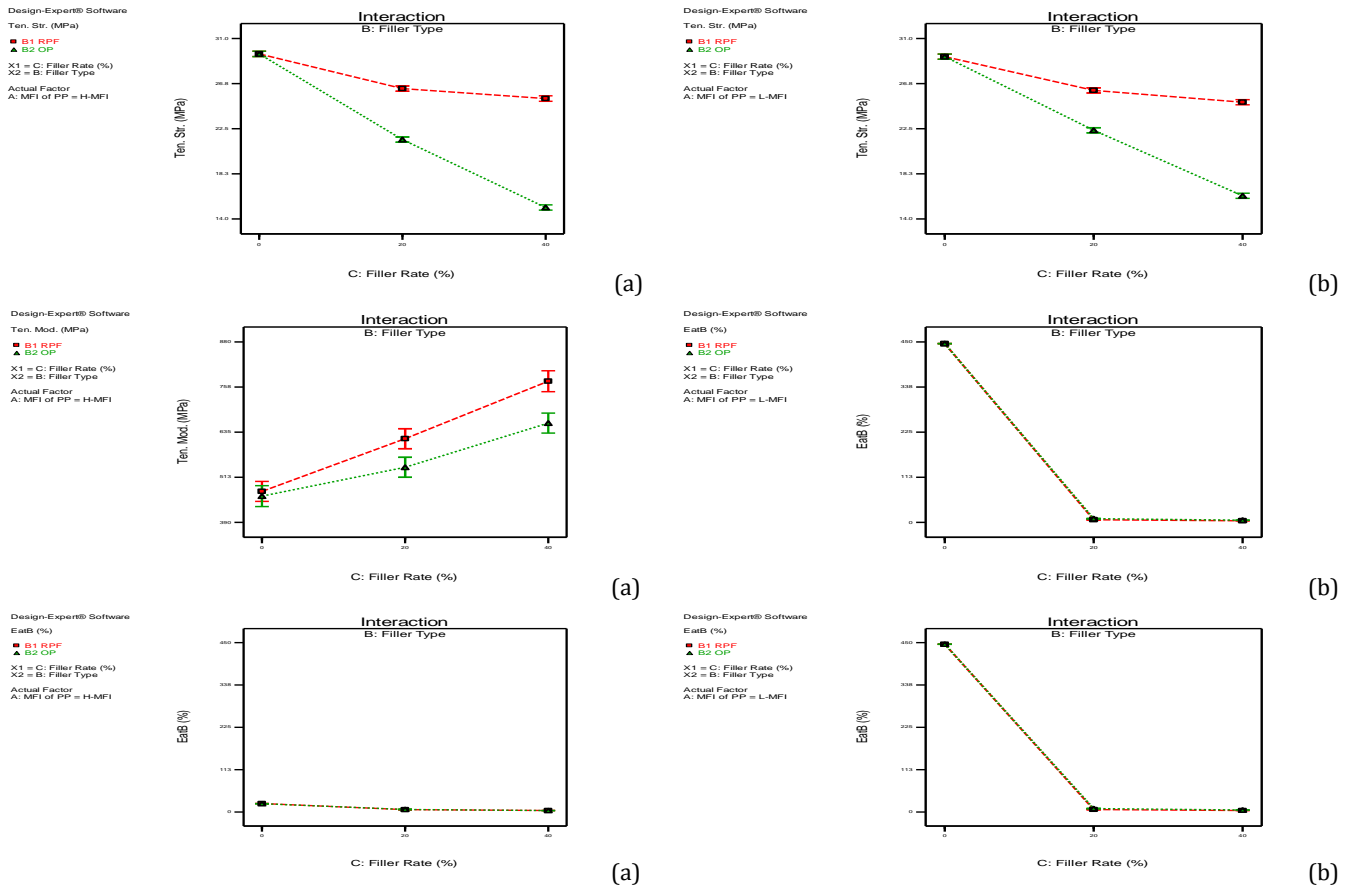 Design-Expert® Software
Ten. Str. (MPa)
B1 RPF
B2 OP
X1 = C: Filler Rate (%)
X2 = B: Filler Type
Actual Factor
A: MFI of PP = H-MFI
Interaction
B: Filler Type
31.0
26.8
22.5
18.3
14.0
Ten. Str. (MPa)
0
20
40
C: Filler Rate (%)
(a)
Design-Expert® Software
Ten. Str. (MPa)
B1 RPF
B2 OP
X1 = C: Filler Rate (%)
X2 = B: Filler Type
Actual Factor
A: MFI of PP = L-MFI
Interaction
B: Filler Type
31.0
26.8
22.5
18.3
14.0
Ten. Str. (MPa)
0
20
40
C: Filler Rate (%)
(b)
Design-Expert® Software
Ten. Mod. (MPa)
B1 RPF
B2 OP
X1 = C: Filler Rate (%)
X2 = B: Filler Type
Actual Factor
A: MFI of PP = H-MFI
Interaction
B: Filler Type
880
758
635
513
390
Ten. Mod. (MPa)
0
20
40
C: Filler Rate (%)
(a)
Design-Expert® Software
EatB (%)
B1 RPF
B2 OP
X1 = C: Filler Rate (%)
X2 = B: Filler Type
Actual Factor
A: MFI of PP = L-MFI
Interaction
B: Filler Type
450
338
225
113
0
EatB (%)
0
20
40
C: Filler Rate (%)
(b)
Design-Expert® Software
EatB (%)
B1 RPF
B2 OP
X1 = C: Filler Rate (%)
X2 = B: Filler Type
Actual Factor
A: MFI of PP = H-MFI
Interaction
B: Filler Type
450
338
225
113
0
EatB (%)
0
20
40
C: Filler Rate (%)
(a)
Design-Expert® Software
EatB (%)
B1 RPF
B2 OP
X1 = C: Filler Rate (%)
X2 = B: Filler Type
Actual Factor
A: MFI of PP = L-MFI
Interaction
B: Filler Type
450
338
225
113
0
EatB (%)
0
20
40
C: Filler Rate (%)
(b)